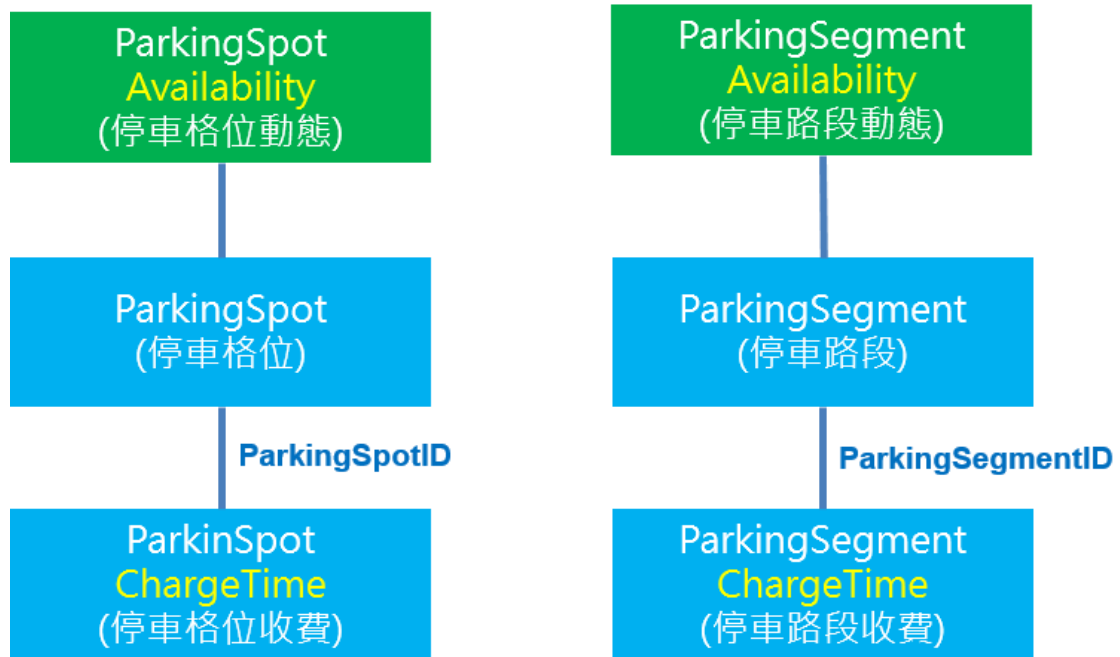 ParkingSpot
Availability
(停車格位動態)
ParkingSegment
Availability
(停車路段動態)
ParkingSpot
(停車格位)
ParkingSegment
(停車路段)
ParkingSpotID
ParkingSegmentID
ParkinSpot
ChargeTime
(停車格位收費)
ParkingSegment
ChargeTime
(停車路段收費)